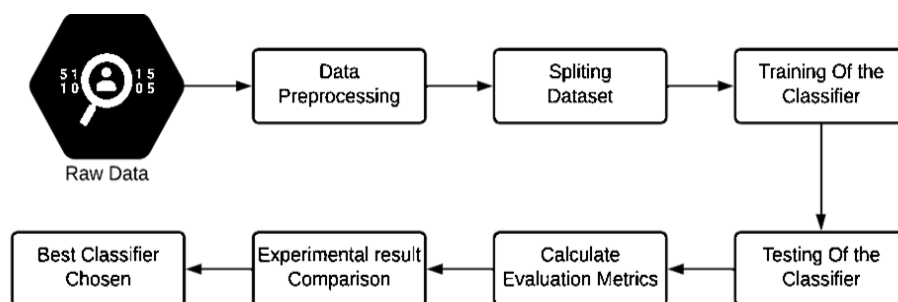 51 15
10 05
Raw Data
Data
Preprocessing
Spliting
Dataset
Training Of the
Classifier
Testing Of the
Classifier
Calculate
Evaluation Metrics
Experimental result
Comparison
Best Classifier
Chosen